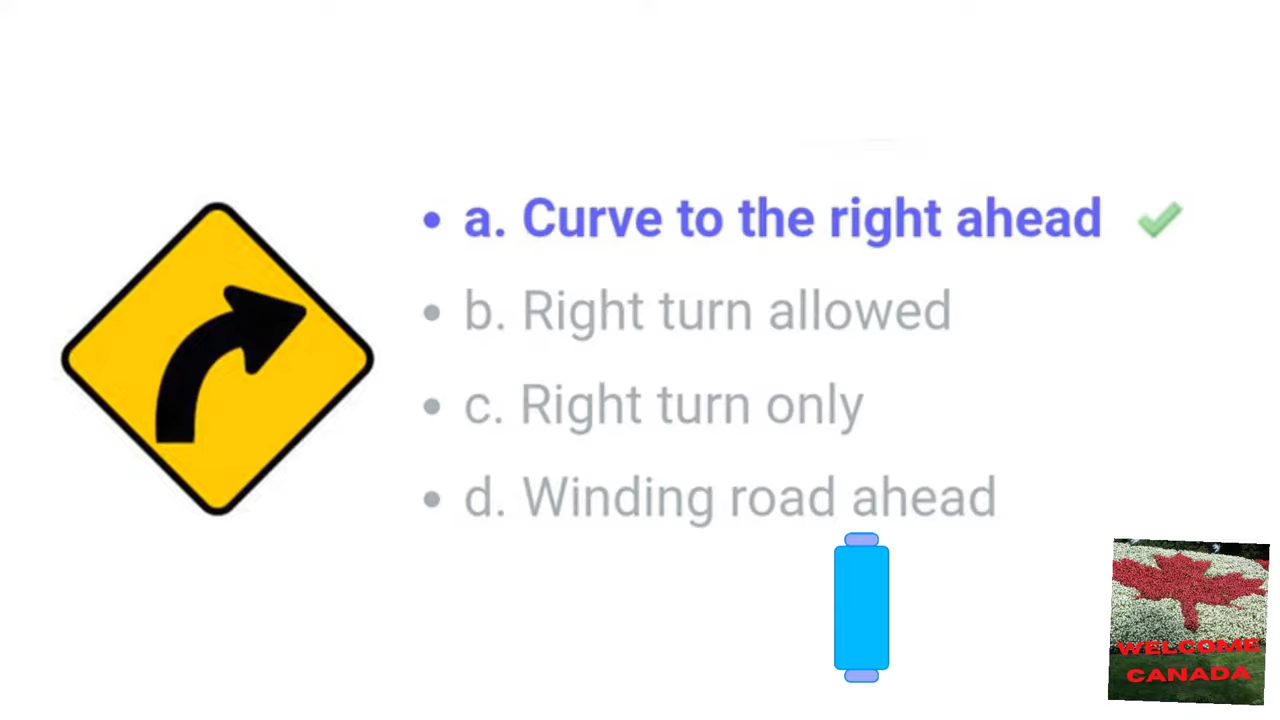 a. Curve to the right ahead
b. Right turn allowed
c. Right turn only
d. Winding road ahead
WELCOME
CANADA